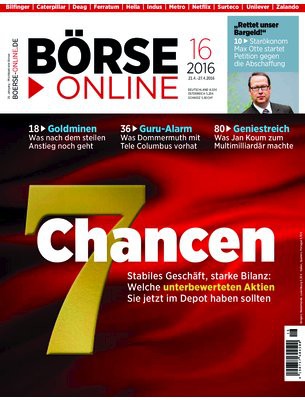 Bilfinger | Caterpillar | Deag | Ferratum | Hella | Indus | Metro | Netflix | Surteco | Unilever | Zalando
BOERSE-ONLINE.DE
BÖRSE
ONLINE
16
2016
„Rettet unser
Bargeld!“
10 Starökonom
Max Otte startet
Petition gegen
die Abschaffung
18 Goldminen
Was nach dem steilen
Anstieg noch geht
36 Guru-Alarm
Was Dommermuth mit
Tele Columbus vorhat
80 Geniestreich
Was Jan Koum zum
Multimilliardär machte
7
Chancen
Stabiles Geschäft, starke Bilanz:
Welche unterbewerteten Aktien
Sie jetzt im Depot haben sollten